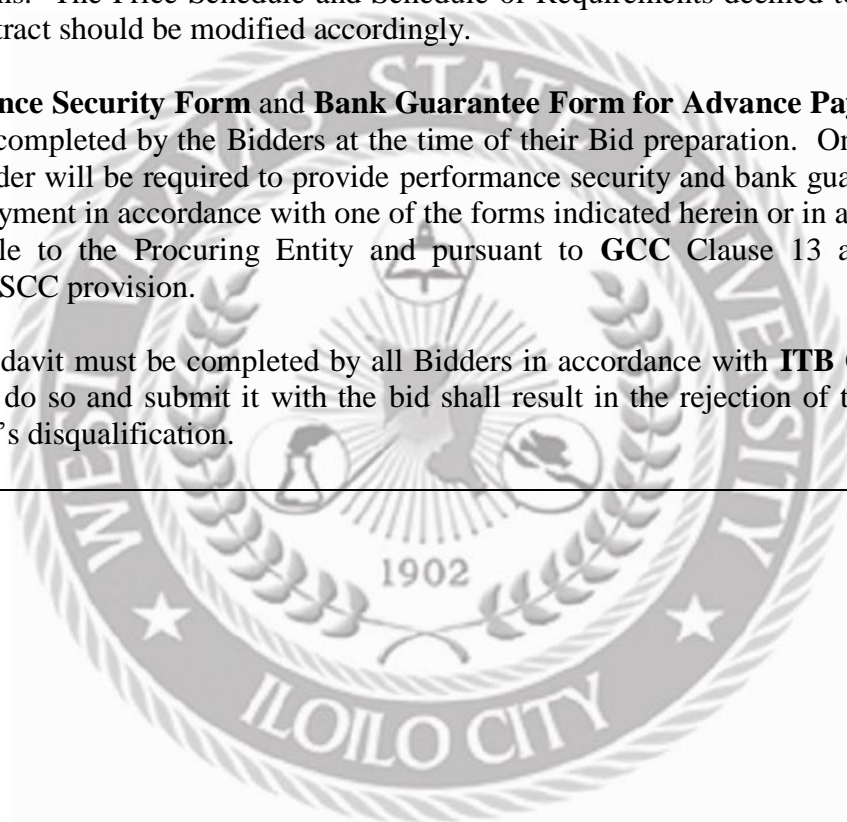 ns. The Price Schedule and Schedule of Requirements deemed to
tract should be modified accordingly.
nce Security Form and Bank Guarantee Form for Advance Pay
completed by the Bidders at the time of their Bid preparation. On
der will be required to provide performance security and bank gua
yment in accordance with one of the forms indicated herein or in a
le to the Procuring Entity and pursuant to GCC Clause 13 a
SCC provision.
davit must be completed by all Bidders in accordance with ITB
do so and submit it with the bid shall result in the rejection of t
's disqualification.
WEST VISAYAS STATE UNIVERSITY
1902
ILOILO CITY